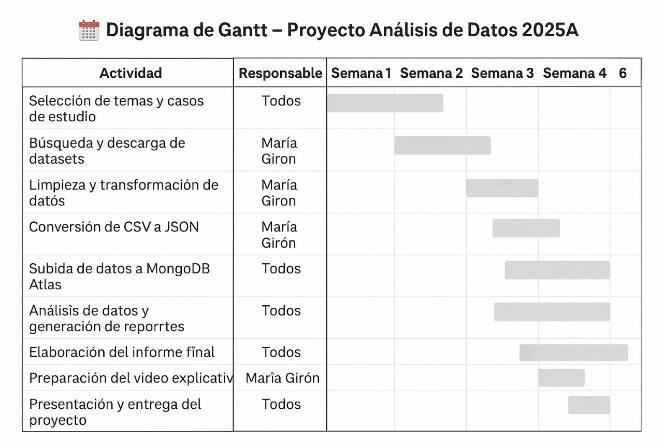 Diagrama de Gantt – Proyecto Análisis de Datos 2025A
Actividad Responsable Semana 1 Semana 2 Semana 3 Semana 4 6
Selección de temas y casos Todos
de estudio
Búsqueda y descarga de María
datasets Giron
Limpieza y transformación de María
datós Giron
Conversión de CSV a JSON María
Girón
Subida de datos a MongoDB Todos
Atlas
Análisis de datos y Todos
generación de reporrtes
Elaboración del informe fînal Todos
Preparación del video explicativ Marîa Girón
Presentación y entrega del Todos
proyecto